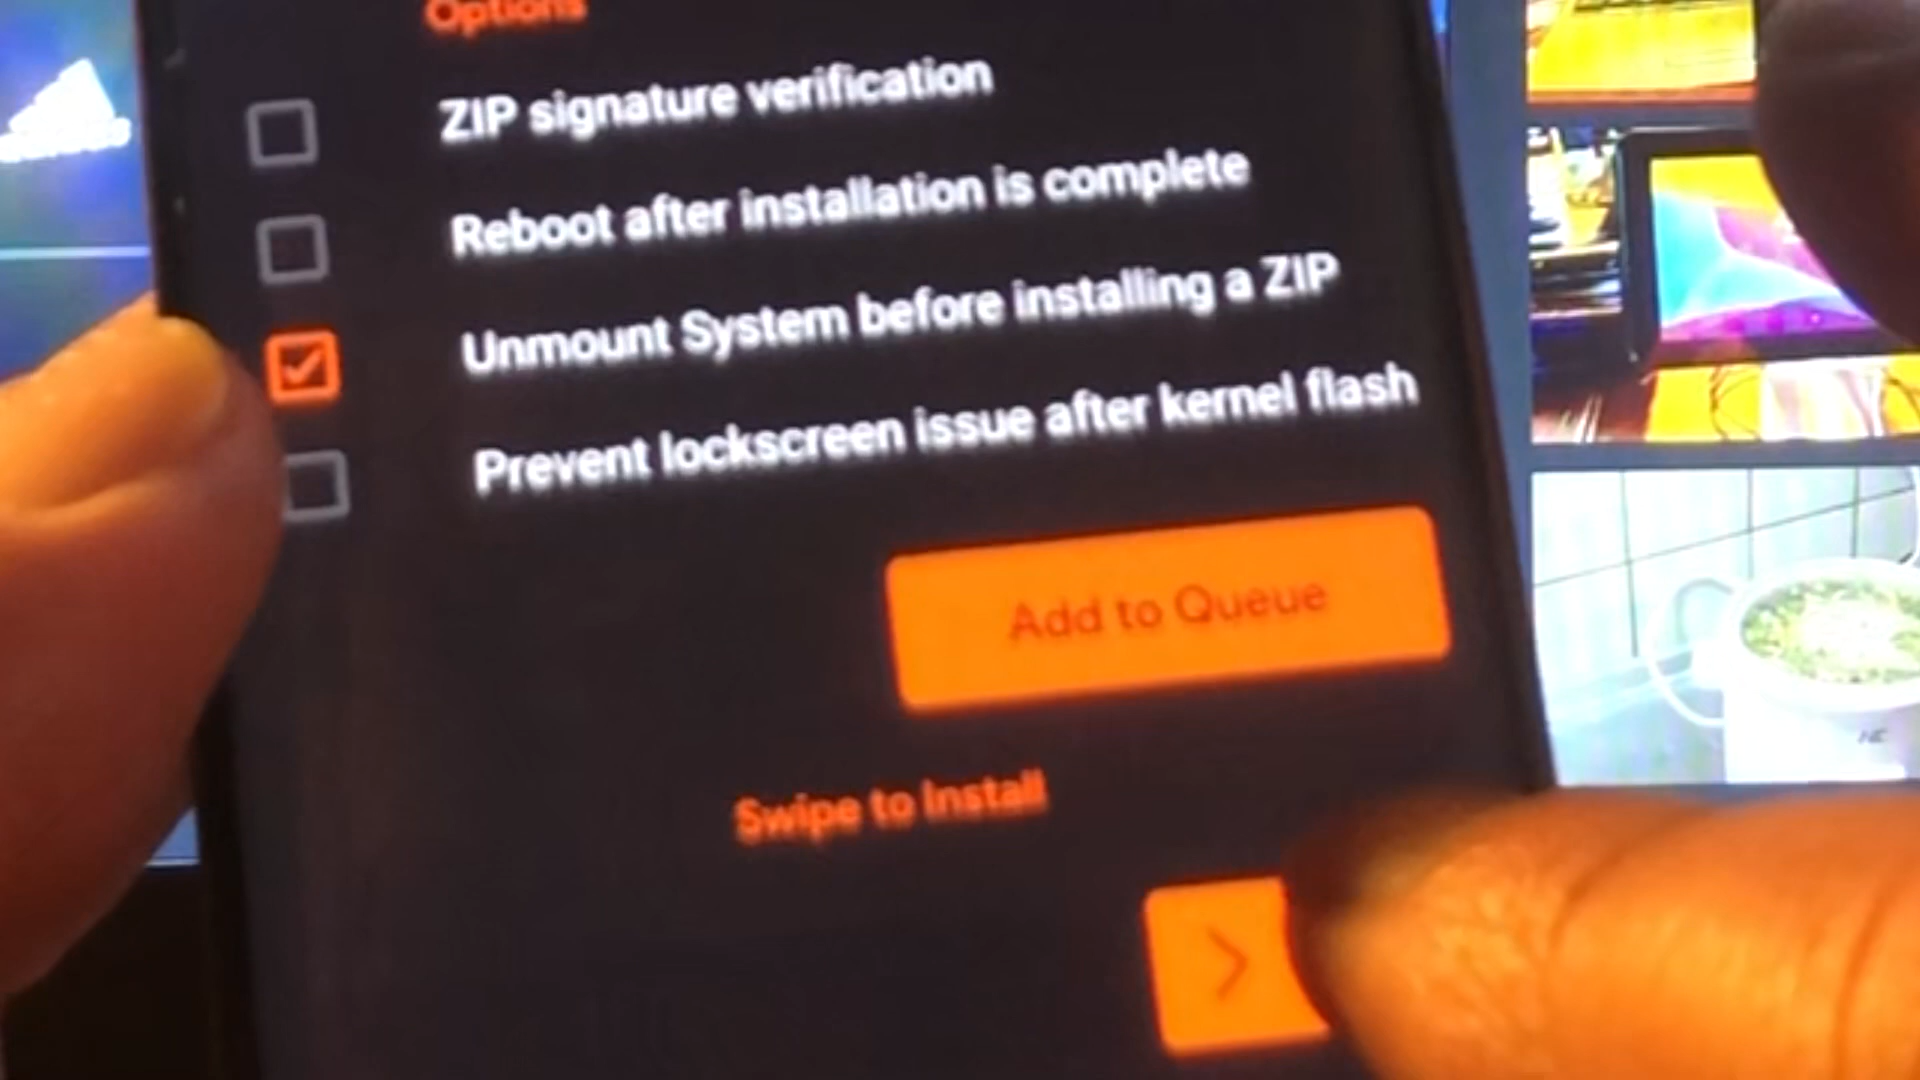 Options
ZIP signature verification
Reboot after installation is complete
Unmount System before installing a ZIP
Prevent lockscreen issue after kernel flash
Add to Queue
Swipe to Install